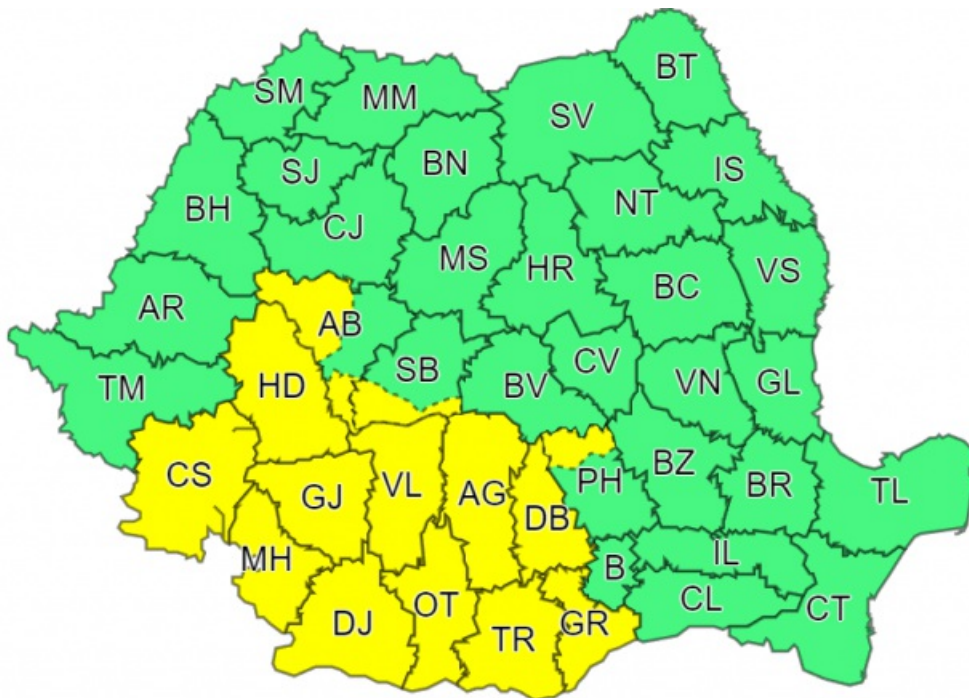 BT
SM
MM
SV
SJ
BN
IS
BH
CJ
NT
MS
HR
VS
BC
AR
AB
TM
HD
SB
BV
CV
VN
GL
CS
GJ
VL
AG
DB
PH
BZ
BR
TL
MH
B
IL
CL
CT
DJ
OT
TR
GR